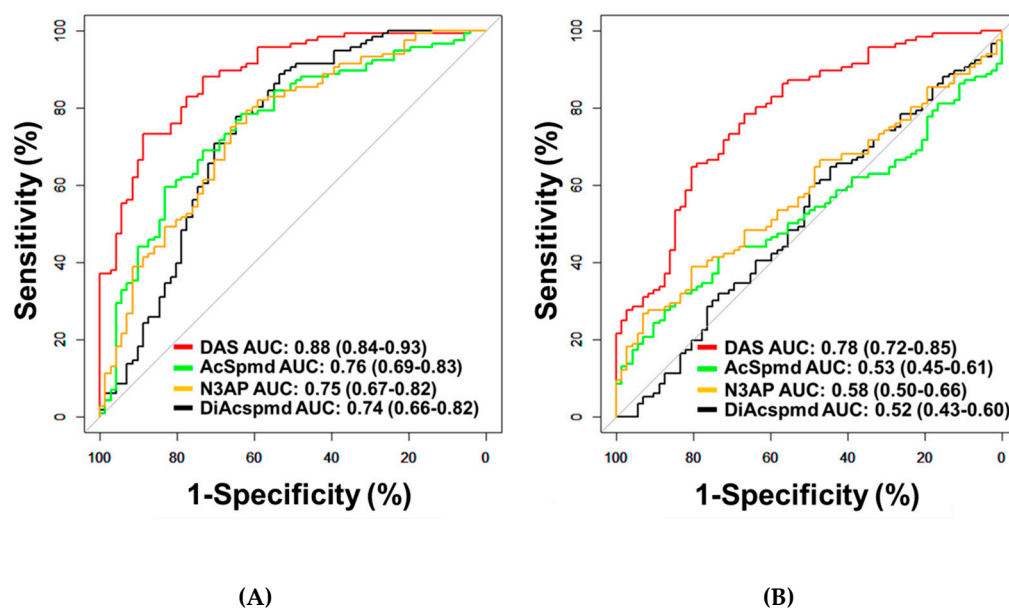 100
80
60
40
20
0
Sensitivity (%)
DAS AUC: 0.88 (0.84-0.93)
AcSpmd AUC: 0.76 (0.69-0.83)
N3AP AUC: 0.75 (0.67-0.82)
DiAcspmd AUC: 0.74 (0.66-0.82)
100 80 60 40 20 0
1-Specificity (%)
(A)
100
80
60
40
20
0
Sensitivity (%)
DAS AUC: 0.78 (0.72-0.85)
AcSpmd AUC: 0.53 (0.45-0.61)
N3AP AUC: 0.58 (0.50-0.66)
DiAcspmd AUC: 0.52 (0.43-0.60)
100 80 60 40 20 0
1-Specificity (%)
(B)